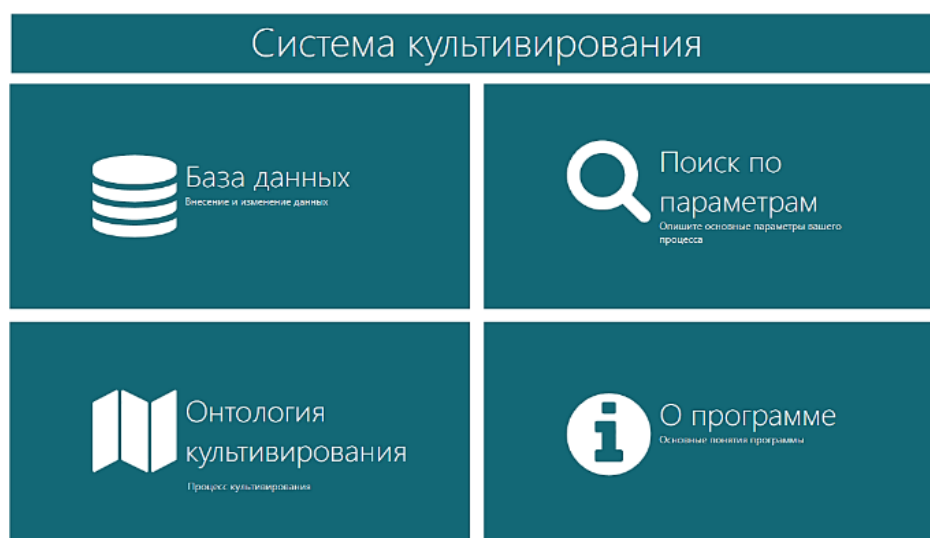 Система культивирования
База данных
Внесение и изменение данных
Поиск по
параметрам
Опишите основные параметры вашего
процесса
Онтология
культивирования
Процесс культивирования
О программе
Основные понятия программы